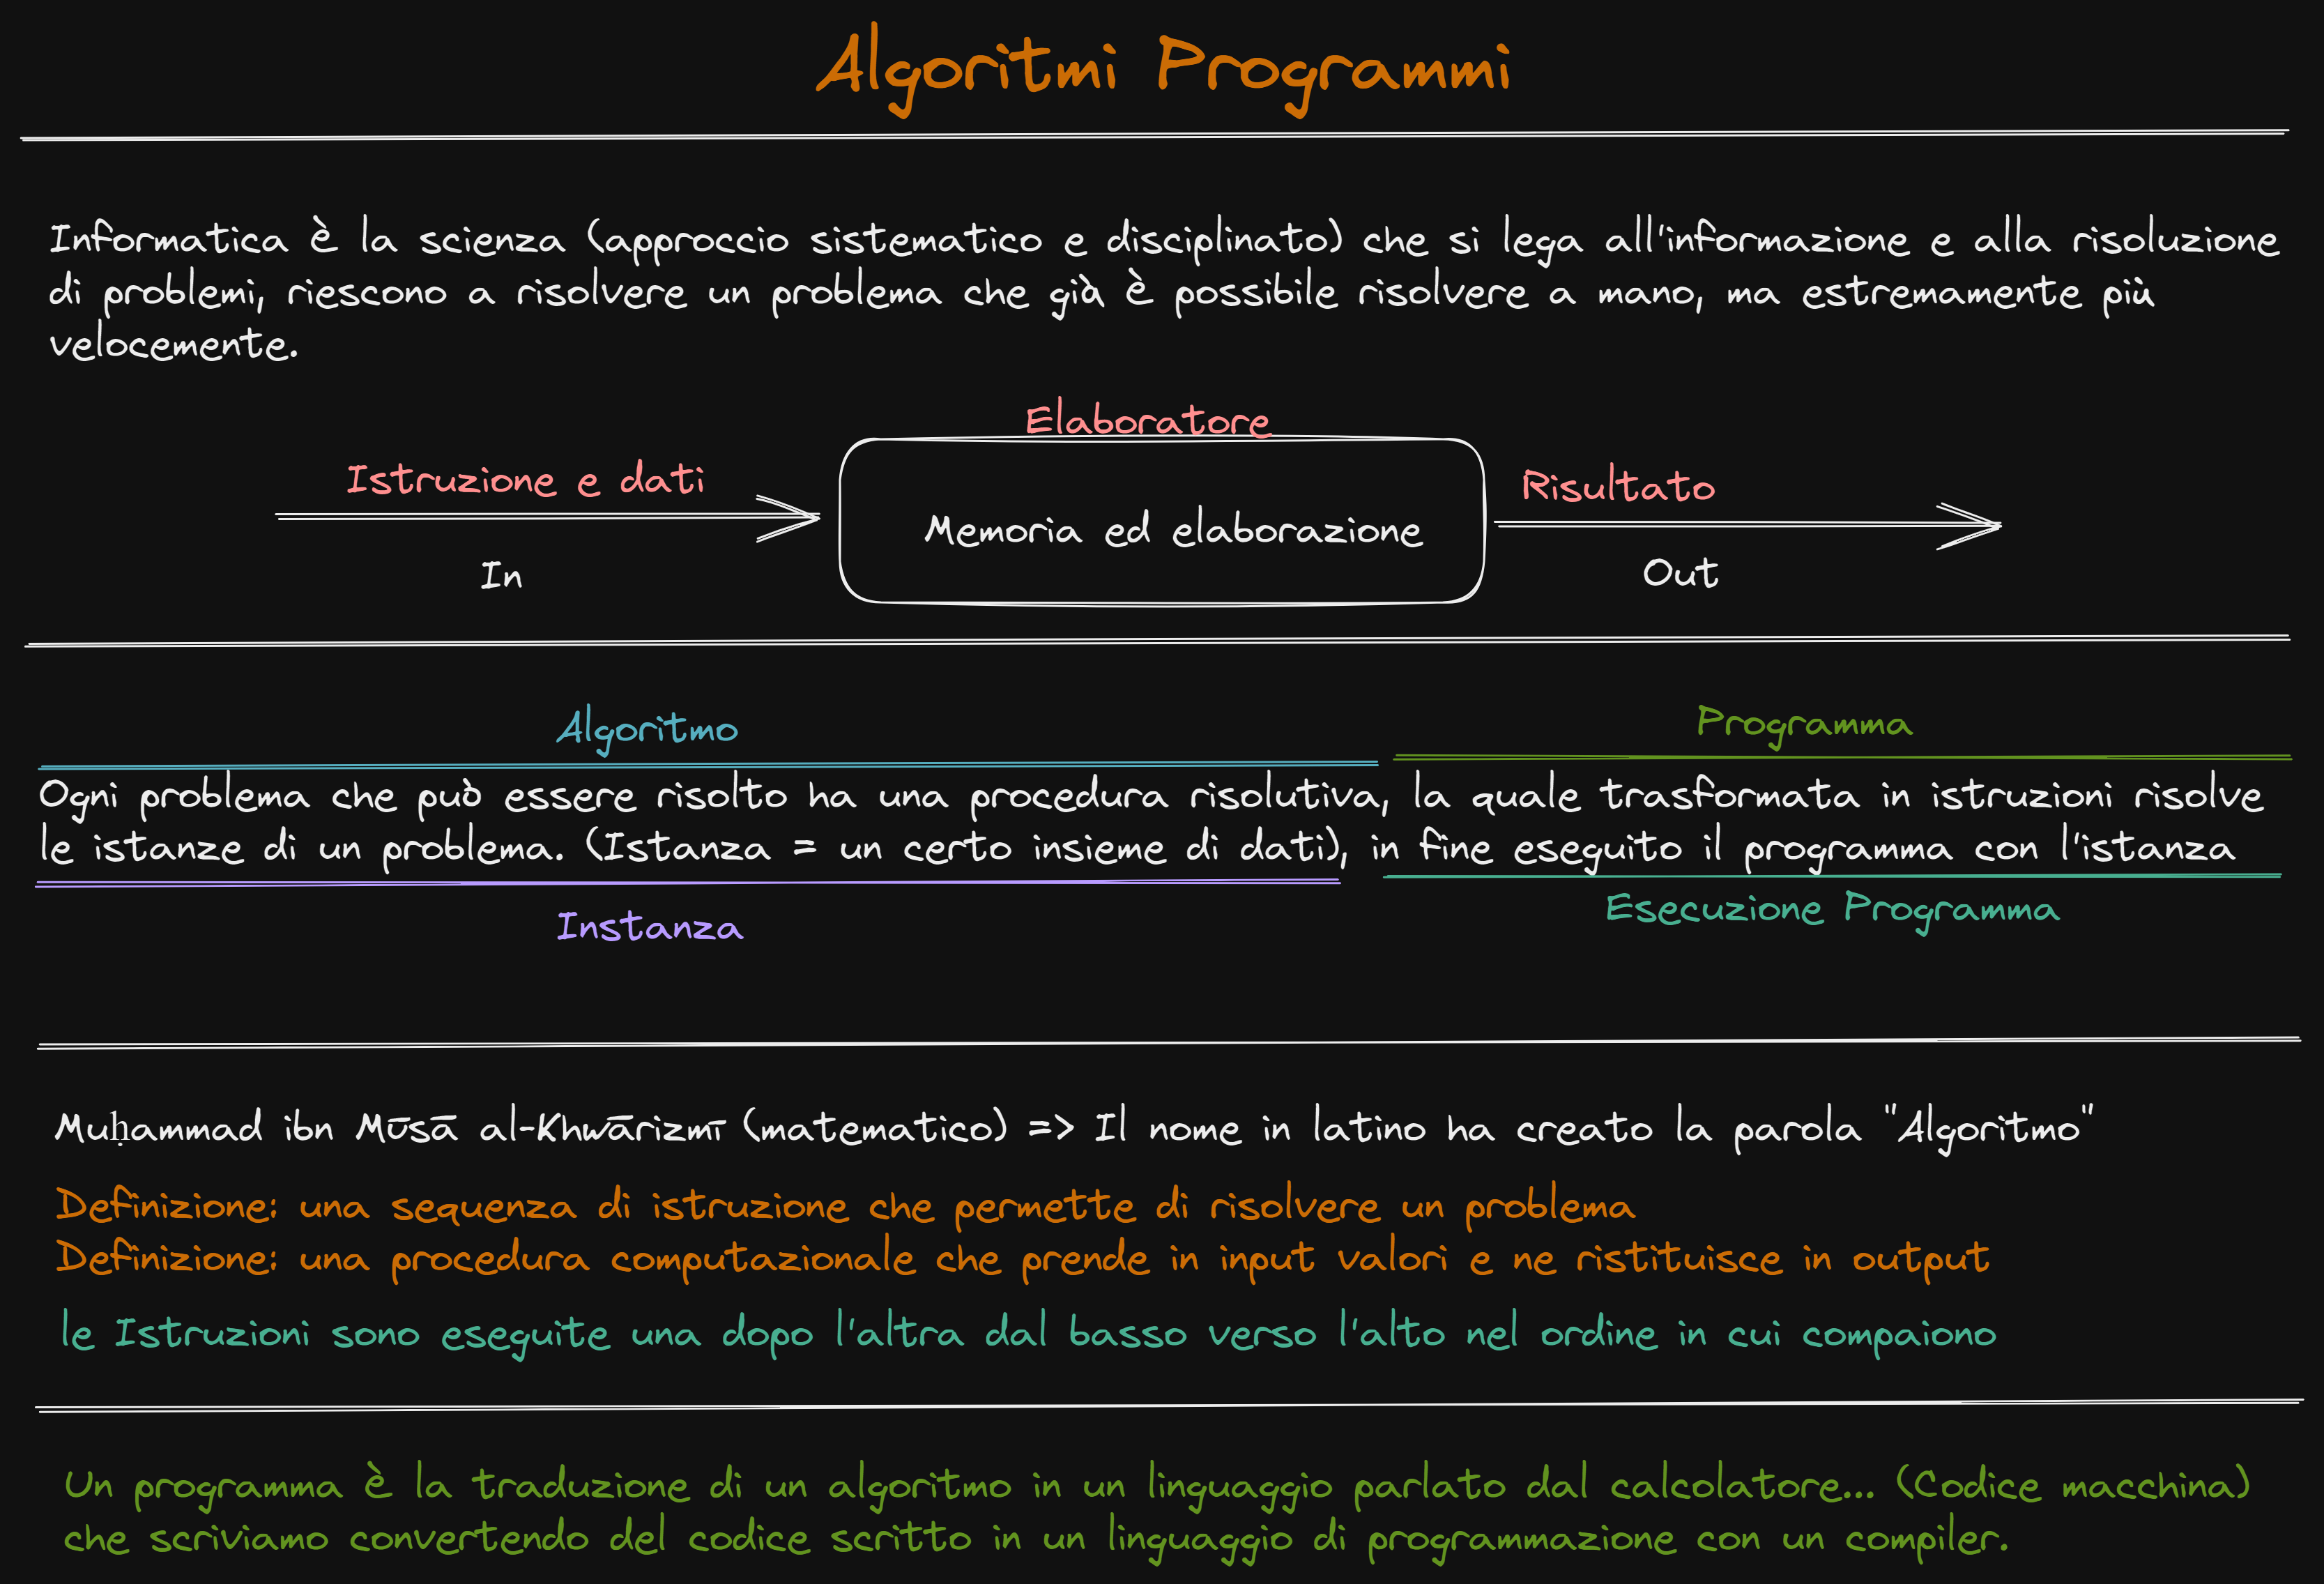 Algoritmi Programmi
Informatica è la scienza (approccio sistematico e disciplinato) che si lega all'informazione e alla risoluzione
di problemi, riescono a risolvere un problema che già è possibile risolvere a mano, ma estremamente più
velocemente.
Elaboratore
Istruzione e dati
Risultato
Memoria ed elaborazione
In
Out
Algoritmo
Programma
Ogni problema che può essere risolto ha una procedura risolutiva, la quale trasformata in istruzioni risolve
le istanze di un problema. (Istanza = un certo insieme di dati), in fine eseguito il programma con l'istanza
Instanza
Esecuzione Programma
Muḥammad ibn Mūsā al-Khwārizmī (matematico) => Il nome in latino ha creato la parola "Algoritmo"
Definizione: una sequenza di istruzione che permette di risolvere un problema
Definizione: una procedura computazionale che prende in input valori e ne ristituisce in output
le Istruzioni sono eseguite una dopo l'altra dal basso verso l'alto nel ordine in cui compaiono
Un programma è la traduzione di un algoritmo in un linguaggio parlato dal calcolatore... (Codice macchina)
che scriviamo convertendo del codice scritto in un linguaggio di programmazione con un compiler.